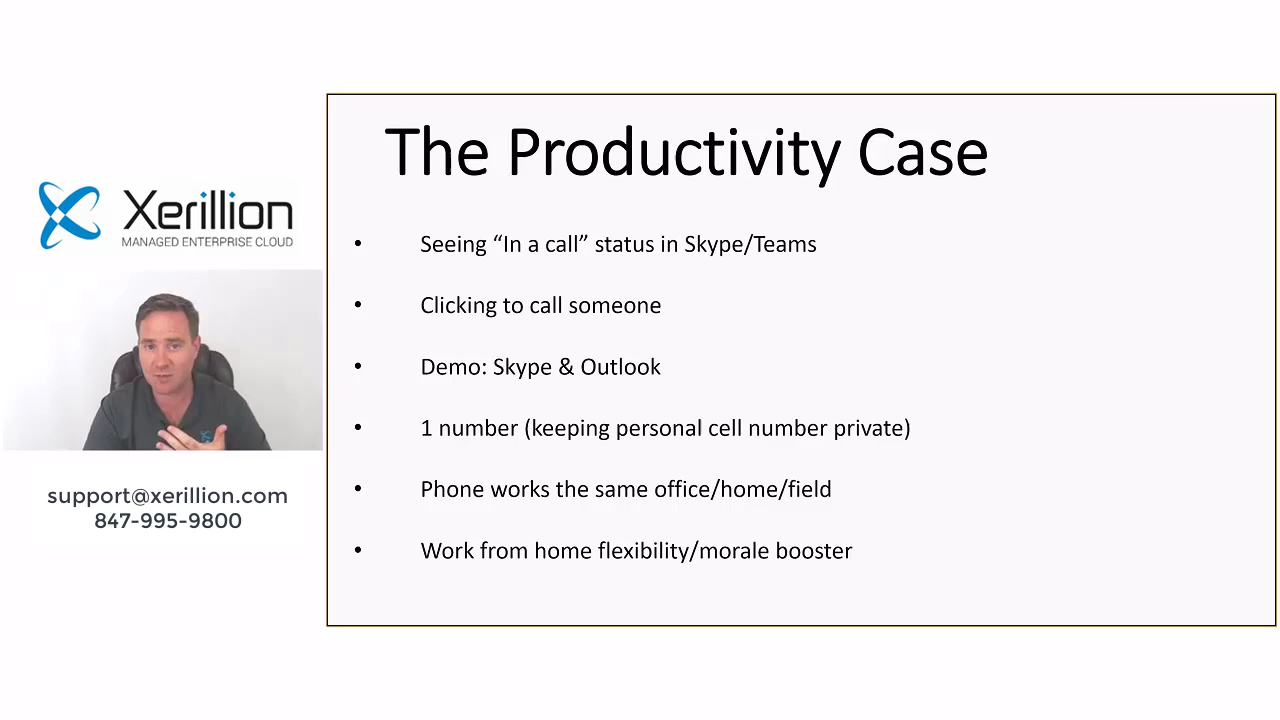 Xerillion
MANAGED ENTERPRISE CLOUD
support@xerillion.com
847-995-9800
The Productivity Case
• Seeing “In a call” status in Skype/Teams
• Clicking to call someone
• Demo: Skype & Outlook
• 1 number (keeping personal cell number private)
• Phone works the same office/home/field
• Work from home flexibility/morale booster